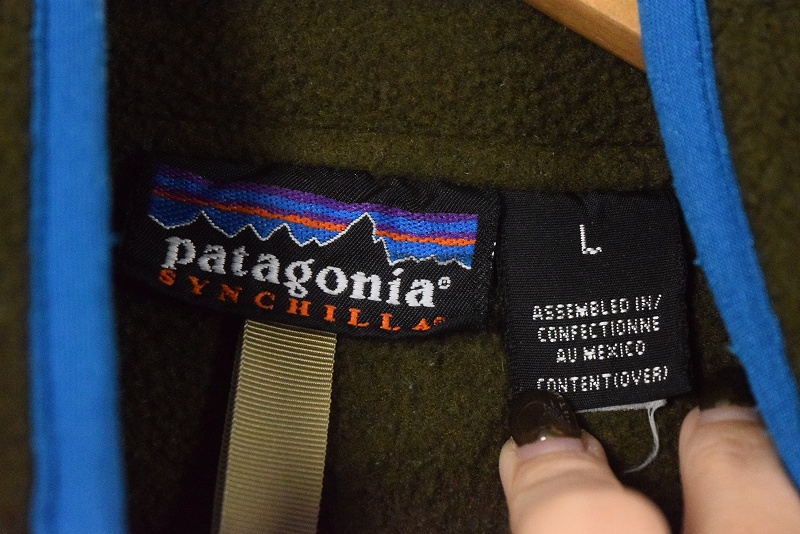 patagonia®
SYNCHILLA®
L
ASSEMBLED IN/
CONFECTIONNE
AU MEXICO
CONTENT(OVER)